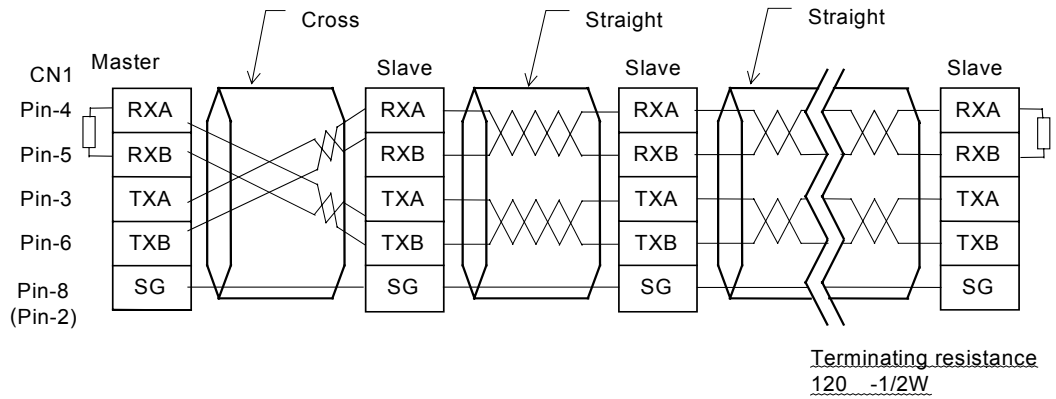 Cross
Straight
Straight
CN1
Master
Slave
Slave
Slave
Pin-4
RXA
RXA
RXA
RXA
Pin-5
RXB
RXB
RXB
RXB
Pin-3
TXA
TXA
TXA
TXA
Pin-6
TXB
TXB
TXB
TXB
Pin-8
(Pin-2)
SG
SG
SG
SG
Terminating resistance
120 -1/2W